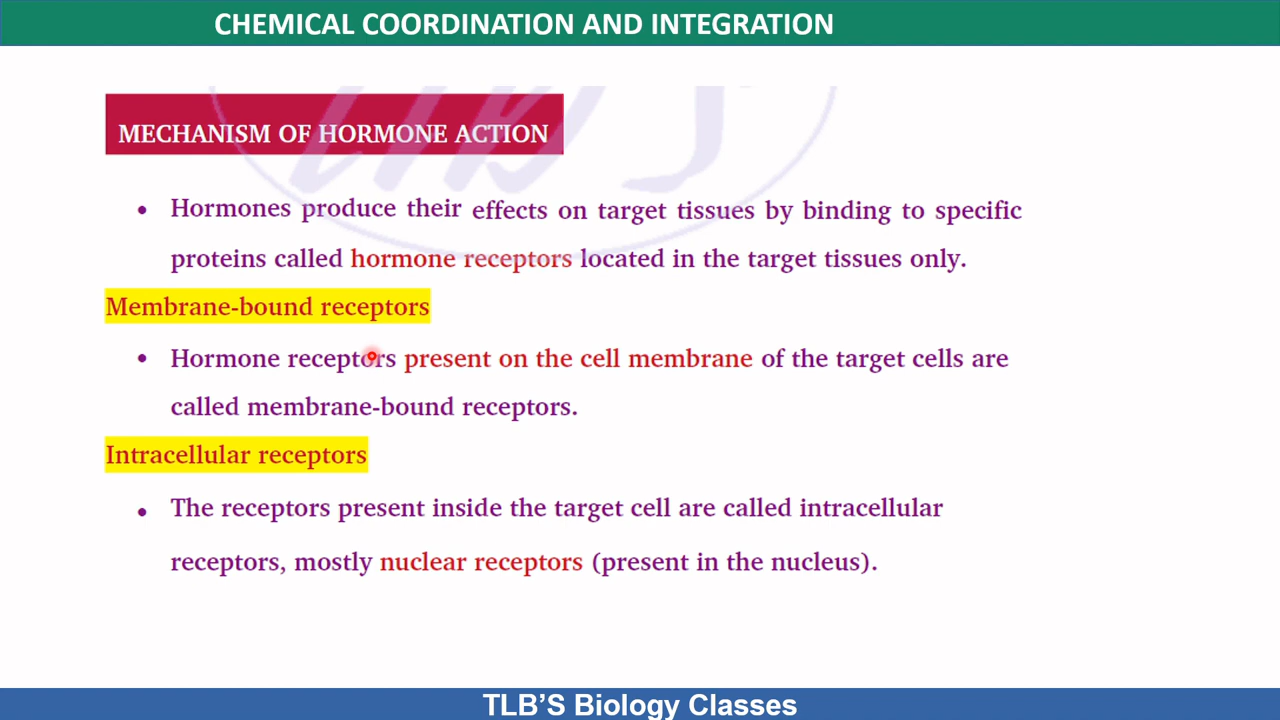 CHEMICAL COORDINATION AND INTEGRATION
MECHANISM OF HORMONE ACTION
• Hormones produce their effects on target tissues by binding to specific
proteins called hormone receptors located in the target tissues only.
Membrane-bound receptors
• Hormone receptors present on the cell membrane of the target cells are
called membrane-bound receptors.
Intracellular receptors
• The receptors present inside the target cell are called intracellular
receptors, mostly nuclear receptors (present in the nucleus).
TLB'S Biology Classes